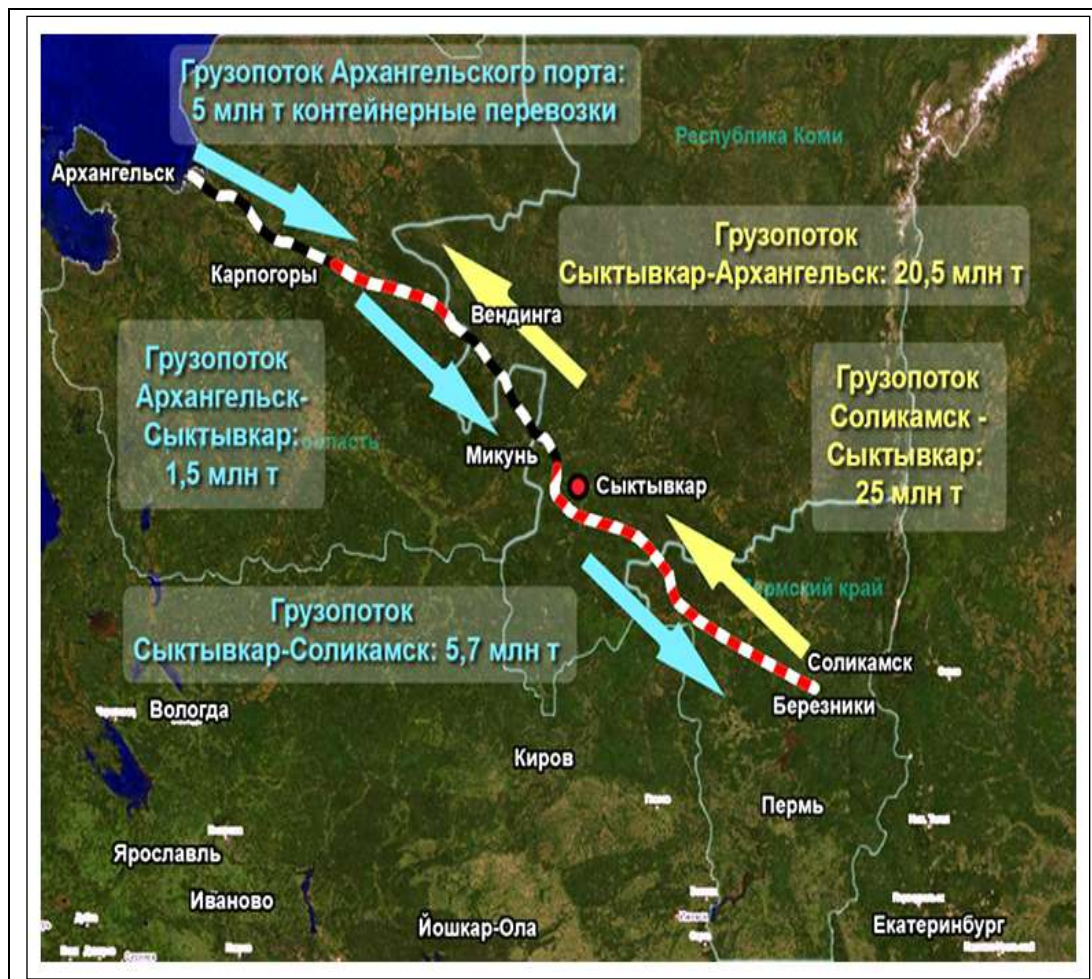 Грузопоток Архангельского порта:
5 млн т контейнерные перевозки
Республика Коми
Архангельск
Грузопоток
Сыктывкар-Архангельск: 20,5 млн т
Карпогоры
Вендинга
Грузопоток
Архангельск-
Сыктывкар:
1,5 млн т
область
Грузопоток
Соликамск -
Сыктывкар:
25 млн т
Микунь
Сыктывкар
Пермский край
Грузопоток
Сыктывкар-Соликамск: 5,7 млн т
Соликамск
Березники
Вологда
Киров
Пермь
Ярославль
Иваново
Йошкар-Ола
Екатеринбург